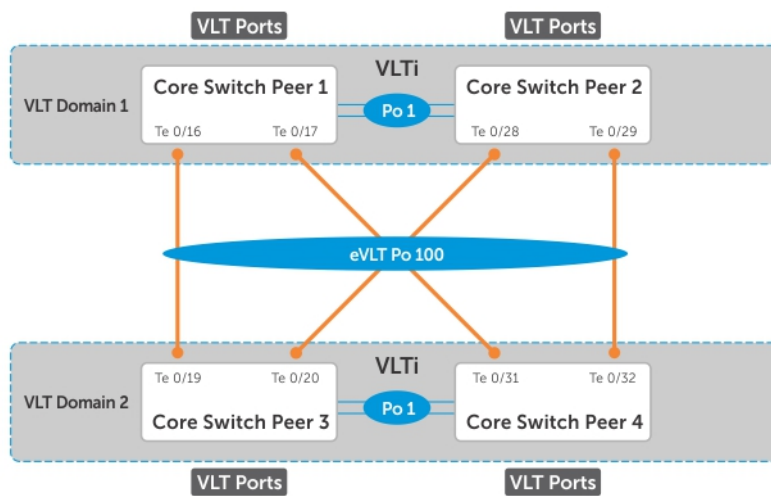 VLT Ports
VLT Ports
VLTi
Core Switch Peer 1
Core Switch Peer 2
VLT Domain 1
Po 1
Te 0/16
Te 0/17
Te 0/28
Te 0/29
eVLT Po 100
VLTi
Te 0/19
Te 0/20
Te 0/31
Te 0/32
VLT Domain 2
Po 1
Core Switch Peer 3
Core Switch Peer 4
VLT Ports
VLT Ports